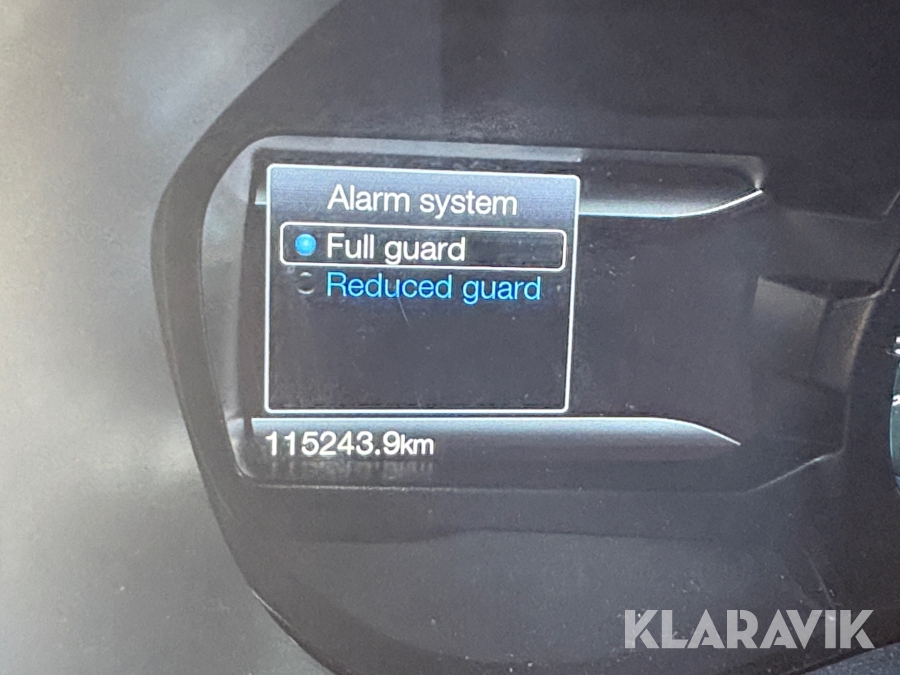 Alarm system
Full guard
Reduced guard
115243.9km
KLARAVIK